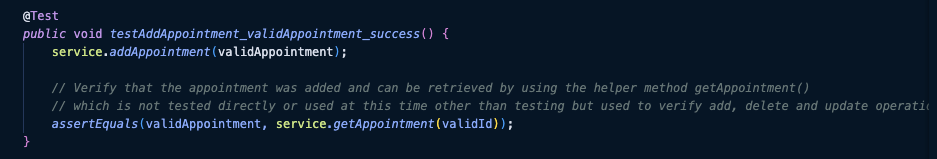 @Test
public void testAddAppointment_validAppointment_success() {
service.addAppointment(validAppointment);
// Verify that the appointment was added and can be retrieved by using the helper method getAppointment()
// which is not tested directly or used at this time other than testing but used to verify add, delete and update operatio
assertEquals(validAppointment, service.getAppointment(validId));
}